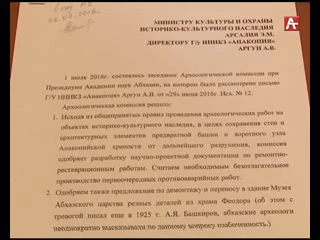 МИНИСТРУ КУЛЬТУРЫ И ОХРАНЫ
ИСТОРИКО-КУЛЬТУРНОГО
НАСЛЕДИЯ
АРСАЛИЯ Э.М.
ДИРЕКТОРУ Г/У НИИКЗ «АНАКОПИЯ»
АРГУН А.В.
1 июля 2016г. состоялось заседание Археологической комиссии при
Президиуме Академии наук Абхазии, на котором было рассмотрено письмо
Г/У НИИКЗ «Анакопия» Аргун А.В. от «29» июня 2016г. Исх. № 12.
Археологическая комиссия решила:
1. Исходя из общепринятых правил проведения археологических работ на
объектах историко-культурного наследия, в целях сохранения стен и
архитектурных элементов предвратной башни и воротного узла
Анакопийской крепости от дальнейшего разрушения, комиссия
одобряет разработку научно-проектной документации по ремонтно-
реставрационным работам. Считаем необходимым безотлагательное
производство первоочередных противоаварийных работ.
2. Одобряем также предложение по демонтажу и переносу в здание Музея
Абхазского царства резных деталей из храма Феодора (об этом с
тревогой писал еще в 1925 г. А.Я. Башкиров, абхазские археологи
неоднократно высказывали по данному вопросу озабоченность).